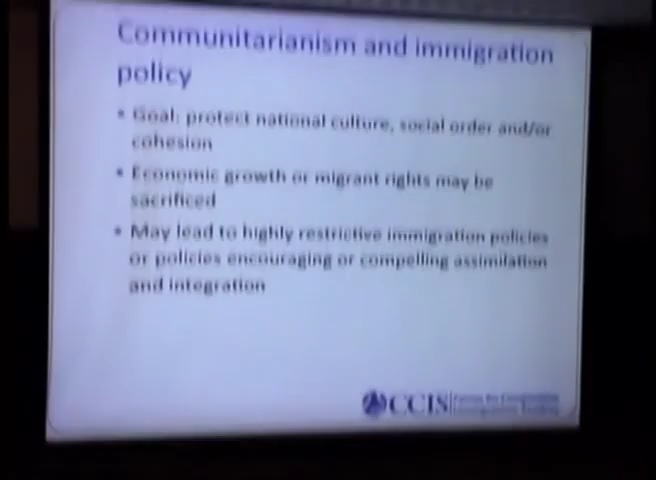 Communitarianism and immigration
policy
• Goal: protect national culture, social order and/or
cohesion
• Economic growth or migrant rights may be
sacrificed
• May lead to highly restrictive immigration policies
or policies encouraging or compelling assimilation
and integration
CCIS